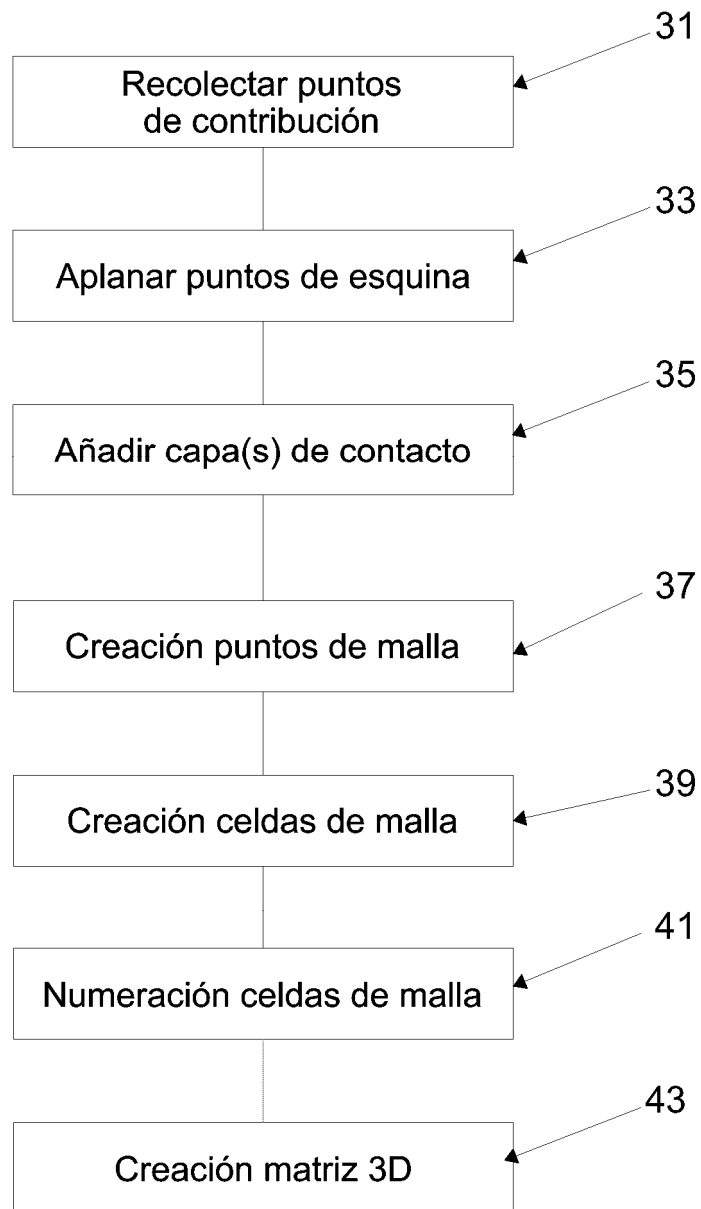 31
Recolectar puntos
de contribución
33
Aplanar puntos de esquina
35
Añadir capa(s) de contacto
37
Creación puntos de malla
39
Creación celdas de malla
41
Numeración celdas de malla
43
Creación matriz 3D